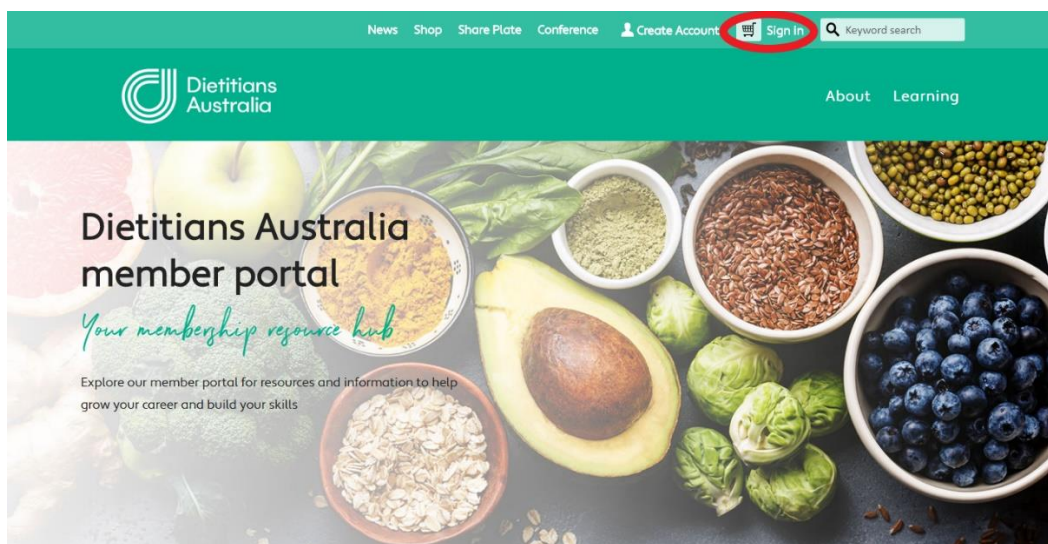 News Shop Share Plate Conference Create Account Sign in Keyword search
Dietitians
Australia
About Learning
Dietitians Australia
member portal
Your membership resource hub
Explore our member portal for resources and information to help
grow your career and build your skills